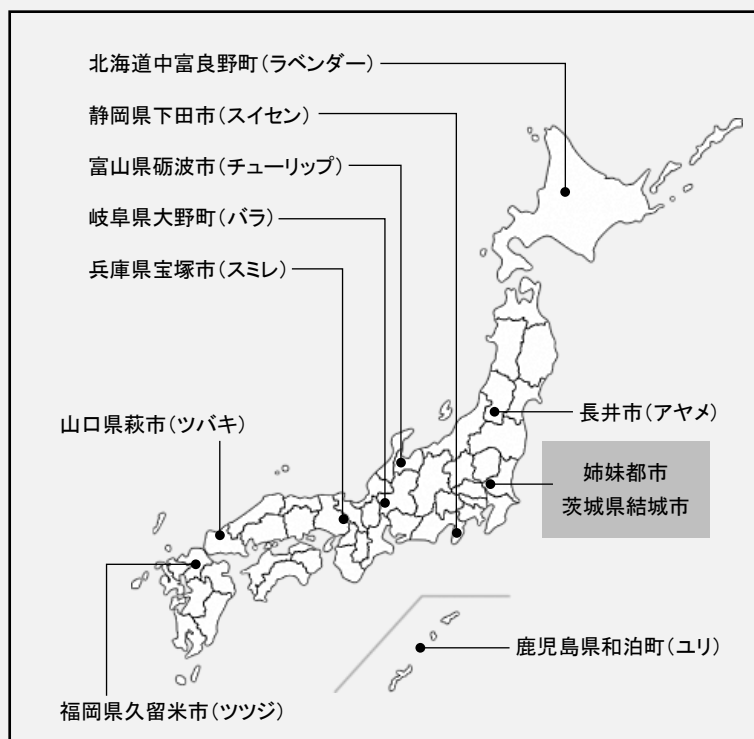 北海道中富良野町(ラベンダー)
静岡県下田市(スイセン)
富山県砺波市(チューリップ)
岐阜県大野町(バラ)
兵庫県宝塚市(スミレ)
山口県萩市(ツバキ)
長井市(アヤメ)
姉妹都市
茨城県結城市
鹿児島県和泊町(ユリ)
福岡県久留米市(ツツジ)